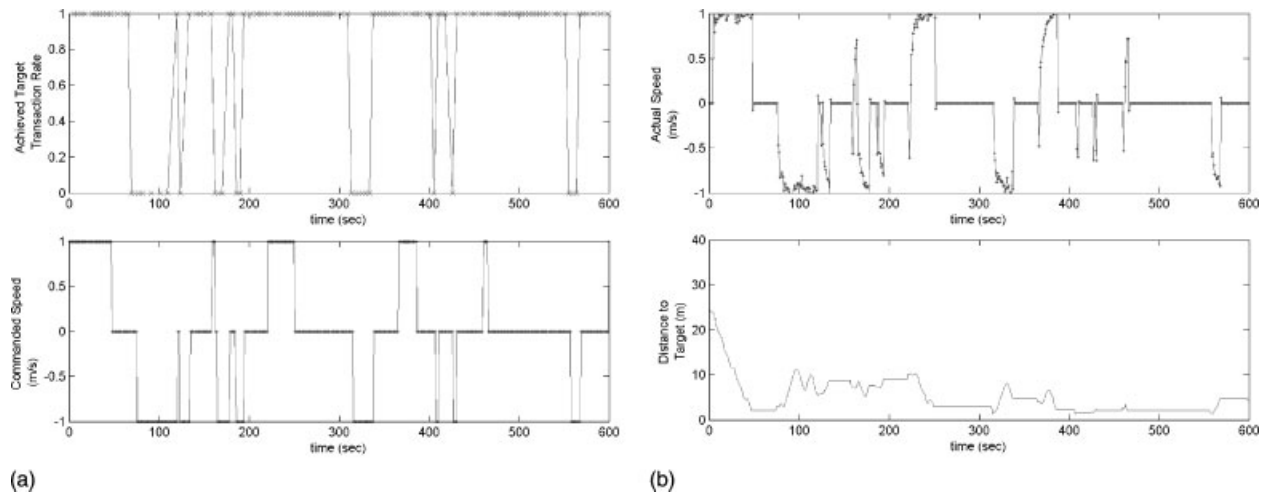 1
0.8
0.6
0.4
0.2
0
Achieved Target
Transaction Rate
0 100 200 300 400 500 600
time (sec)
1
0.5
0
-0.5
-1
Commanded Speed
(m/s)
0 100 200 300 400 500 600
time (sec)
(a)
1
0.5
0
-0.5
-1
Actual Speed
(m/s)
0 100 200 300 400 500 600
time (sec)
40
30
20
10
0
Distance to
Target (m)
0 100 200 300 400 500 600
time (sec)
(b)